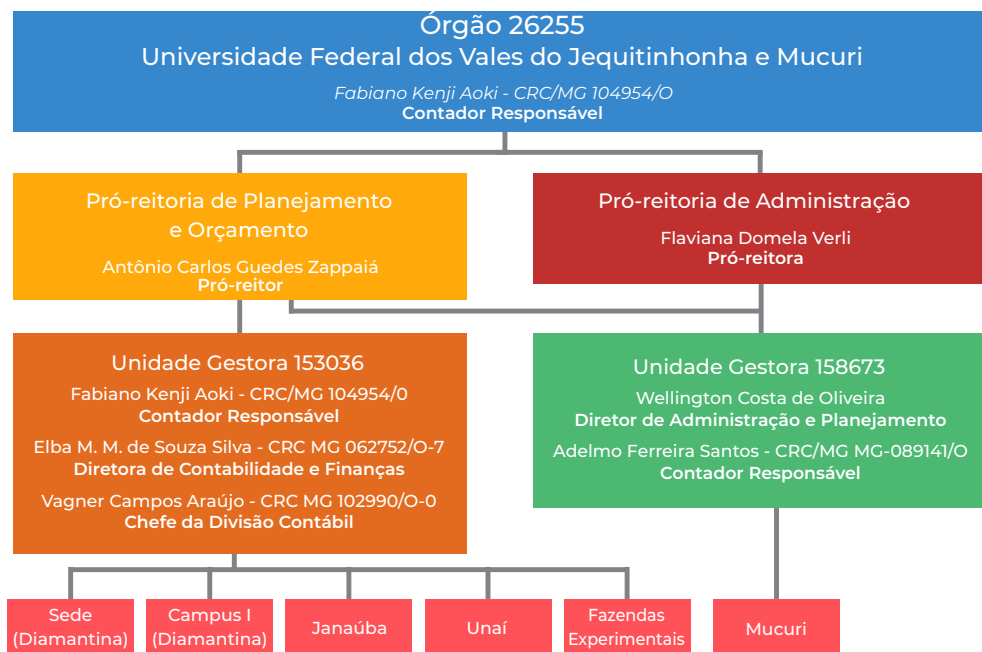 Órgão 26255
Universidade Federal dos Vales do Jequitinhonha e Mucuri
Fabiano Kenji Aoki - CRC/MG 104954/O
Contador Responsável
Pró-reitoria de Planejamento
e Orçamento
Antônio Carlos Guedes Zappaiá
Pró-reitor
Pró-reitoria de Administração
Flaviana Domela Verli
Pró-reitora
Unidade Gestora 153036
Fabiano Kenji Aoki - CRC/MG 104954/0
Contador Responsável
Elba M. M. de Souza Silva - CRC MG 062752/O-7
Diretora de Contabilidade e Finanças
Vagner Campos Araújo - CRC MG 102990/O-0
Chefe da Divisão Contábil
Unidade Gestora 158673
Wellington Costa de Oliveira
Diretor de Administração e Planejamento
Adelmo Ferreira Santos - CRC/MG MG-089141/O
Contador Responsável
Sede
(Diamantina)
Campus I
(Diamantina)
Janaúba
Unaí
Fazendas
Experimentais
Mucuri